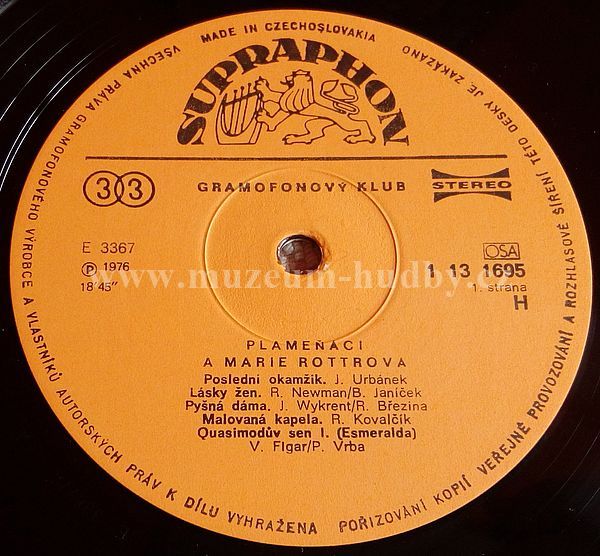 MADE IN CZECHOSLOVAKIA
VŠECHNA PRÁVA GRAMOFONOVÉHO VÝROBCE A VLASTNÍKŮ AUTORSKÝCH PRÁV K DÍLU VYHRAŽENA POŘIZOVÁNÍ KOPIÍ VEŘEJNÉ PROVOZOVÁNÍ A ROZHLASOVÉ ŠÍŘENÍ TÉTO DESKY JE ZAKÁZÁNO
SUPRAPHON
33 GRAMOFONOVÝ KLUB STEREO
E 3367 OSA
Ⓟ 1976 1 13 1695
18'45" 1. strana
H
www.muzeum-hudby.
PLAMEŇÁCI
A MARIE ROTTROVÁ
Poslední okamžik. J. Urbánek
Lásky žen. R. Newman/B. Janíček
Pyšná dáma. J. Wykrent/R. Březina
Malovaná kapela. R. Kovalčík
Quasimodův sen I. (Esmeralda)
V. Figar/P. Vrba